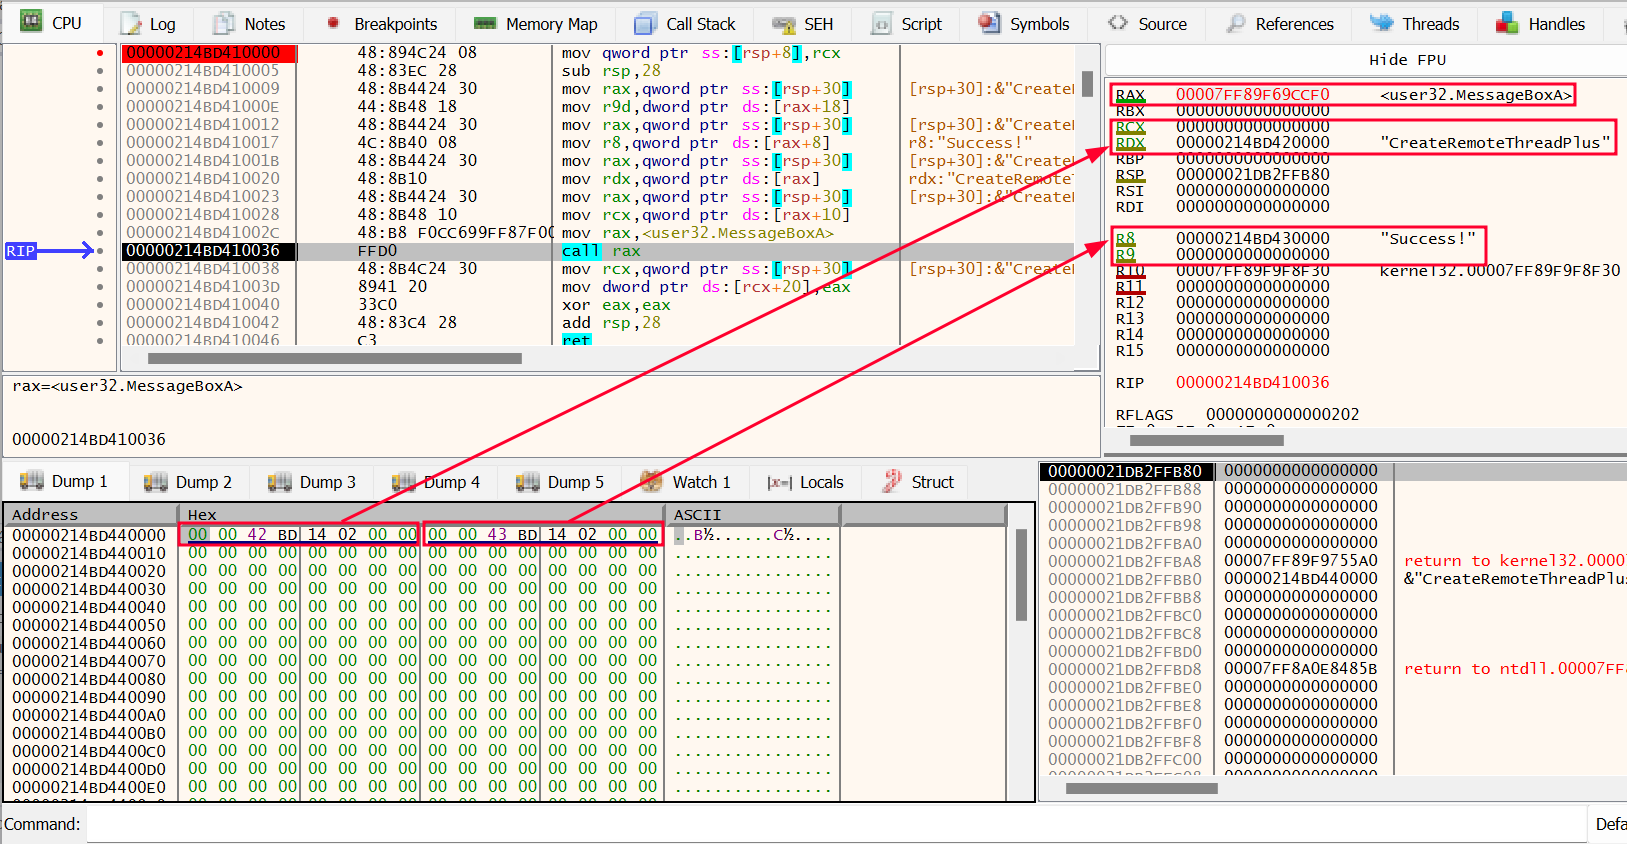 CPU Log Notes Breakpoints Memory Map Call Stack SEH Script Symbols Source References Threads Handles
00000214BD410000 48:894C24 08 mov qword ptr ss:[rsp+8],rcx
00000214BD410005 48:83EC 28 sub rsp,28
00000214BD410009 48:8B4424 30 mov rax,qword ptr ss:[rsp+30] [rsp+30]:&"Create
00000214BD41000E 44:8B48 18 mov r9d,dword ptr ds:[rax+18]
00000214BD410012 48:8B4424 30 mov rax,qword ptr ss:[rsp+30] [rsp+30]:&"Create
00000214BD410017 4C:8B40 08 mov r8,qword ptr ds:[rax+8] r8:"Success!"
00000214BD41001B 48:8B4424 30 mov rax,qword ptr ss:[rsp+30] [rsp+30]:&"Create
00000214BD41001F 48:8B10 mov rdx,qword ptr ds:[rax] rdx:"CreateRemoteT
00000214BD410023 48:8B4424 30 mov rax,qword ptr ss:[rsp+30] [rsp+30]:&"Create
00000214BD410028 48:8B48 10 mov rcx,qword ptr ds:[rax+10]
00000214BD41002C 48:B8 F0CC699FF87F00 mov rax,<user32.MessageBoxA>
RIP 00000214BD410036 FFD0 call rax
00000214BD410038 48:8B4C24 30 mov rcx,qword ptr ss:[rsp+30] [rsp+30]:&"Create
00000214BD41003D 8941 20 mov dword ptr ds:[rcx+20],eax
00000214BD410040 33C0 xor eax,eax
00000214BD410042 48:83C4 28 add rsp,28
00000214BD410046 C3 ret
Hide FPU
RAX 00007FF89F69CCF0 <user32.MessageBoxA>
RBX 0000000000000000
RCX 0000000000000000
RDX 00000214BD420000 "CreateRemoteThreadPlus"
RBP 0000000000000000
RSP 00000021DB2FFB80
RSI 0000000000000000
RDI 0000000000000000
R8 00000214BD430000 "Success!"
R9 0000000000000000
R10 00007FF89F9F8F30 kernel32.00007FF89F9F8F30
R11 0000000000000000
R12 0000000000000000
R13 0000000000000000
R14 0000000000000000
R15 0000000000000000
RIP 00000214BD410036
RFLAGS 0000000000000202
rax=<user32.MessageBoxA>
00000214BD410036
Dump 1 Dump 2 Dump 3 Dump 4 Dump 5 Watch 1 [x=] Locals Struct
Address Hex ASCII
00000214BD440000 00 00 42 BD 14 02 00 00 00 00 43 BD 14 02 00 00 ..B½......C½....
00000214BD440010 00 00 00 00 00 00 00 00 00 00 00 00 00 00 00 00 ................
00000214BD440020 00 00 00 00 00 00 00 00 00 00 00 00 00 00 00 00 ................
00000214BD440030 00 00 00 00 00 00 00 00 00 00 00 00 00 00 00 00 ................
00000214BD440040 00 00 00 00 00 00 00 00 00 00 00 00 00 00 00 00 ................
00000214BD440050 00 00 00 00 00 00 00 00 00 00 00 00 00 00 00 00 ................
00000214BD440060 00 00 00 00 00 00 00 00 00 00 00 00 00 00 00 00 ................
00000214BD440070 00 00 00 00 00 00 00 00 00 00 00 00 00 00 00 00 ................
00000214BD440080 00 00 00 00 00 00 00 00 00 00 00 00 00 00 00 00 ................
00000214BD440090 00 00 00 00 00 00 00 00 00 00 00 00 00 00 00 00 ................
00000214BD4400A0 00 00 00 00 00 00 00 00 00 00 00 00 00 00 00 00 ................
00000214BD4400B0 00 00 00 00 00 00 00 00 00 00 00 00 00 00 00 00 ................
00000214BD4400C0 00 00 00 00 00 00 00 00 00 00 00 00 00 00 00 00 ................
00000214BD4400D0 00 00 00 00 00 00 00 00 00 00 00 00 00 00 00 00 ................
00000214BD4400E0 00 00 00 00 00 00 00 00 00 00 00 00 00 00 00 00 ................
00000021DB2FFB80 0000000000000000
00000021DB2FFB88 0000000000000000
00000021DB2FFB90 0000000000000000
00000021DB2FFB98 0000000000000000
00000021DB2FFBA0 0000000000000000
00000021DB2FFBA8 00007FF89F9755A0 return to kernel32.0000
00000021DB2FFBB0 00000214BD440000 &"CreateRemoteThreadPlu
00000021DB2FFBB8 0000000000000000
00000021DB2FFBC0 0000000000000000
00000021DB2FFBC8 0000000000000000
00000021DB2FFBD0 0000000000000000
00000021DB2FFBD8 00007FF8A0E8485B return to ntdll.00007FF
00000021DB2FFBE0 0000000000000000
00000021DB2FFBE8 0000000000000000
00000021DB2FFBF0 0000000000000000
00000021DB2FFBF8 0000000000000000
00000021DB2FFC00 0000000000000000
Command: Defa